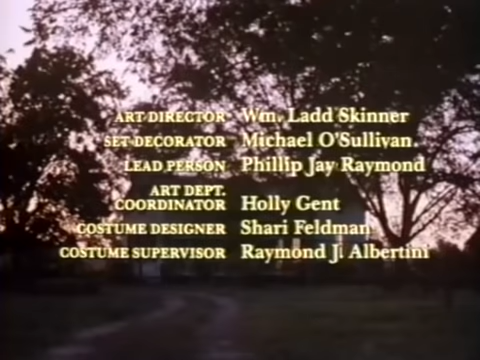 ART DIRECTOR Wm. Ladd Skinner
SET DECORATOR Michael O'Sullivan
LEAD PERSON Phillip Jay Raymond
ART DEPT.
COORDINATOR Holly Gent
COSTUME DESIGNER Shari Feldman
COSTUME SUPERVISOR Raymond J. Albertini